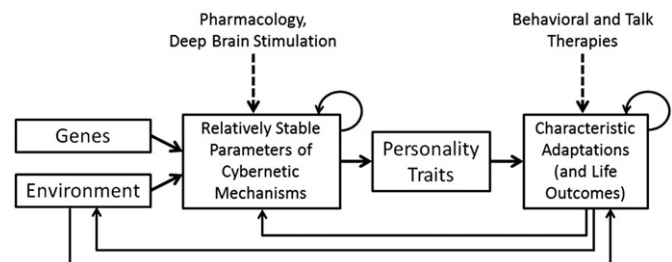 Pharmacology,
Deep Brain Stimulation
Behavioral and Talk
Therapies
Genes
Environment
Relatively Stable
Parameters of
Cybernetic
Mechanisms
Personality
Traits
Characteristic
Adaptations
(and Life
Outcomes)